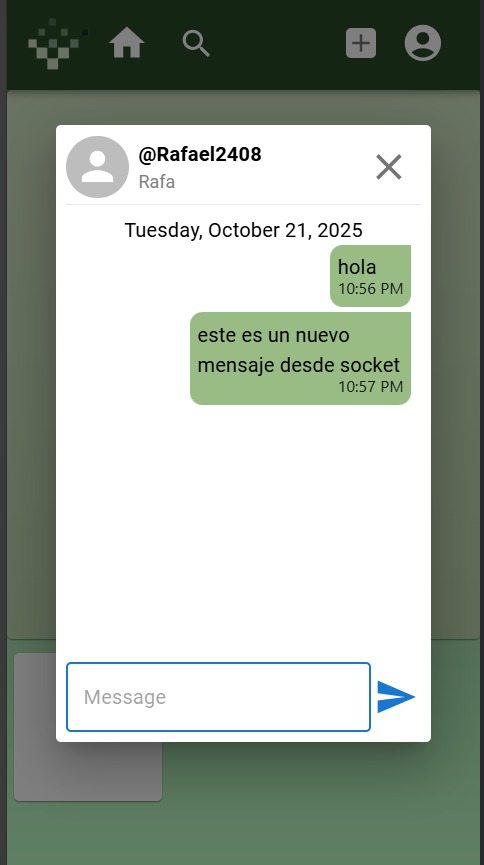 @Rafael2408
Rafa
Tuesday, October 21, 2025
hola
10:56 PM
este es un nuevo
mensaje desde socket
10:57 PM
Message